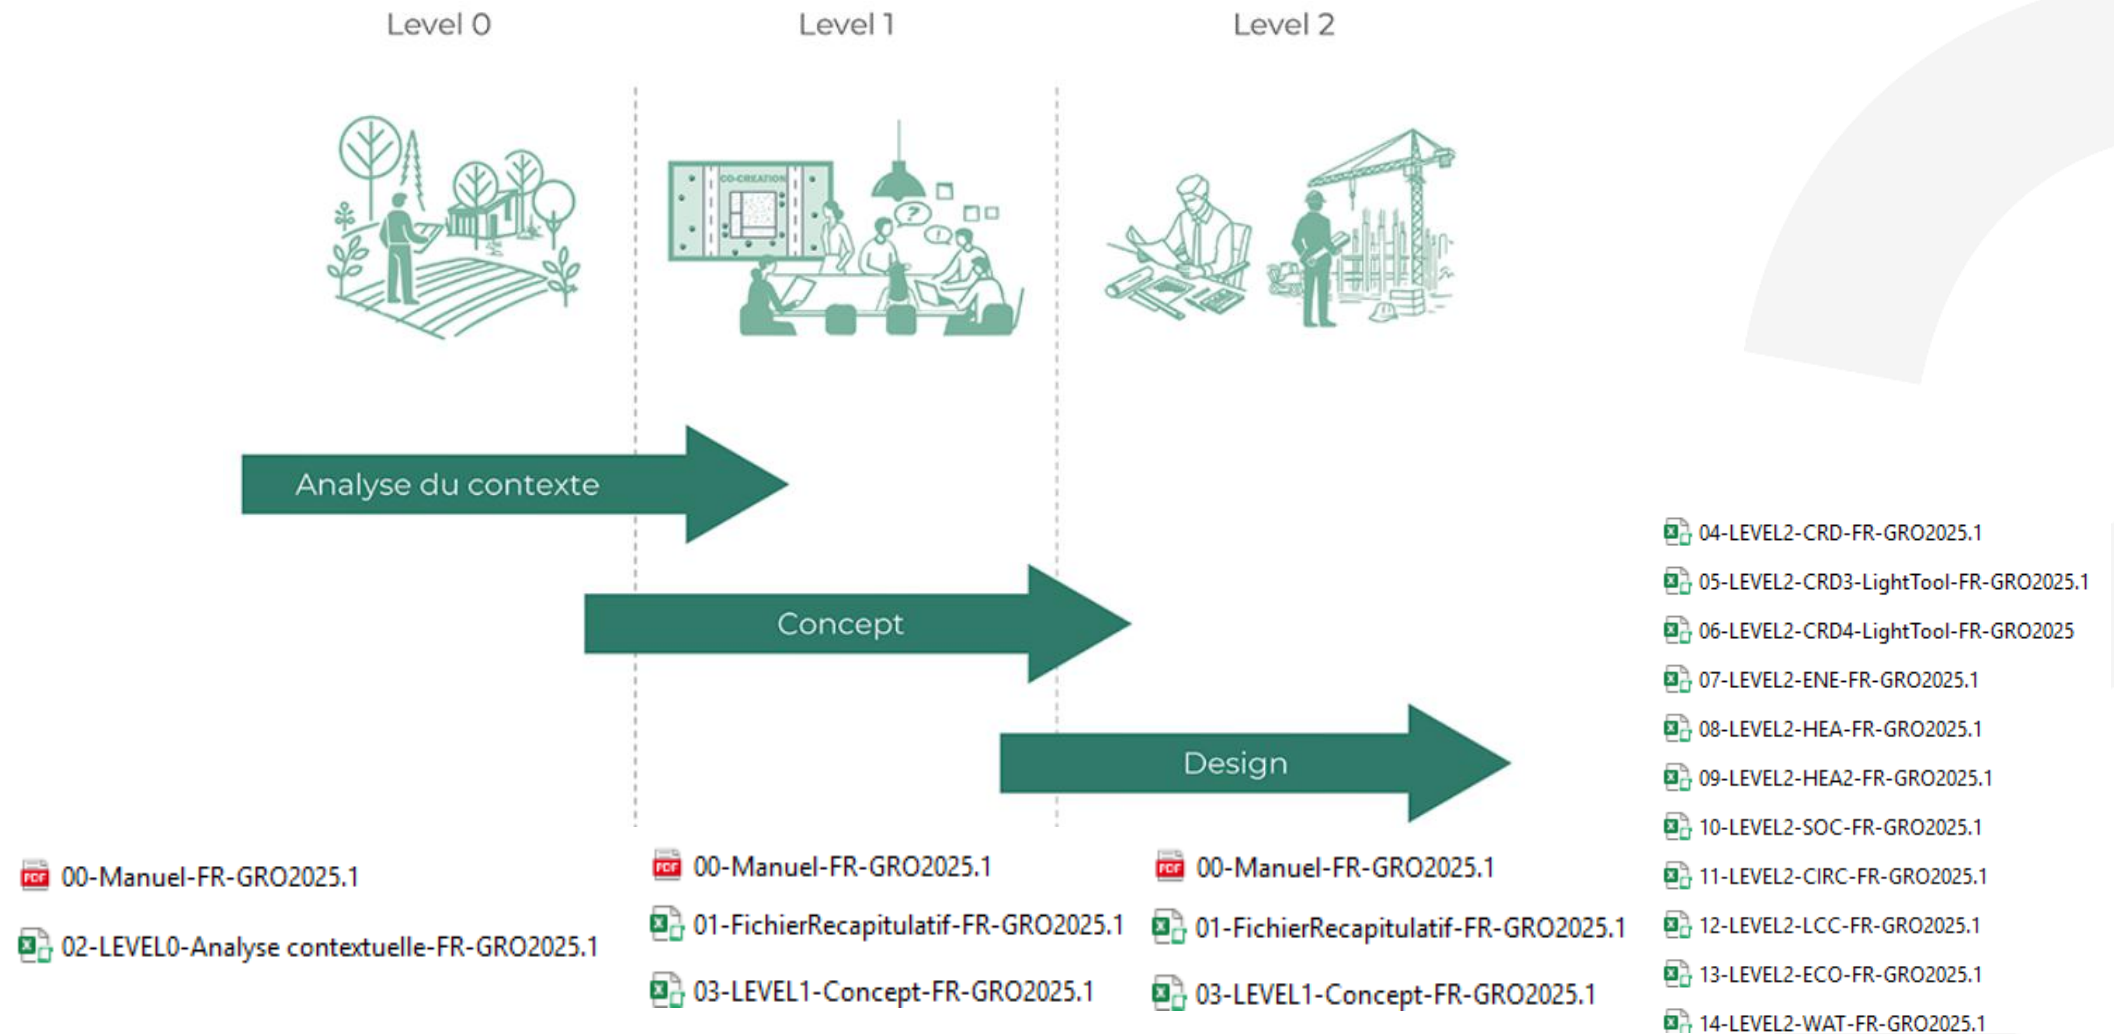 Level 0
Level 1
Level 2
CO-CREATION
?
!
Analyse du contexte
Concept
Design
00-Manuel-FR-GRO2025.1
02-LEVEL0-Analyse contextuelle-FR-GRO2025.1
00-Manuel-FR-GRO2025.1
01-FichierRecapitulatif-FR-GRO2025.1
03-LEVEL1-Concept-FR-GRO2025.1
00-Manuel-FR-GRO2025.1
01-FichierRecapitulatif-FR-GRO2025.1
03-LEVEL1-Concept-FR-GRO2025.1
04-LEVEL2-CRD-FR-GRO2025.1
05-LEVEL2-CRD3-LightTool-FR-GRO2025.1
06-LEVEL2-CRD4-LightTool-FR-GRO2025
07-LEVEL2-ENE-FR-GRO2025.1
08-LEVEL2-HEA-FR-GRO2025.1
09-LEVEL2-HEA2-FR-GRO2025.1
10-LEVEL2-SOC-FR-GRO2025.1
11-LEVEL2-CIRC-FR-GRO2025.1
12-LEVEL2-LCC-FR-GRO2025.1
13-LEVEL2-ECO-FR-GRO2025.1
14-LEVEL2-WAT-FR-GRO2025.1